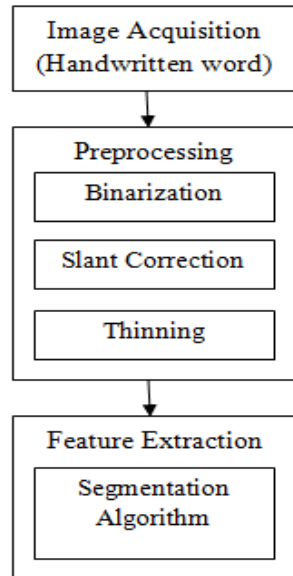 Image Acquisition
(Handwritten word)
Preprocessing
Binarization
Slant Correction
Thinning
Feature Extraction
Segmentation
Algorithm